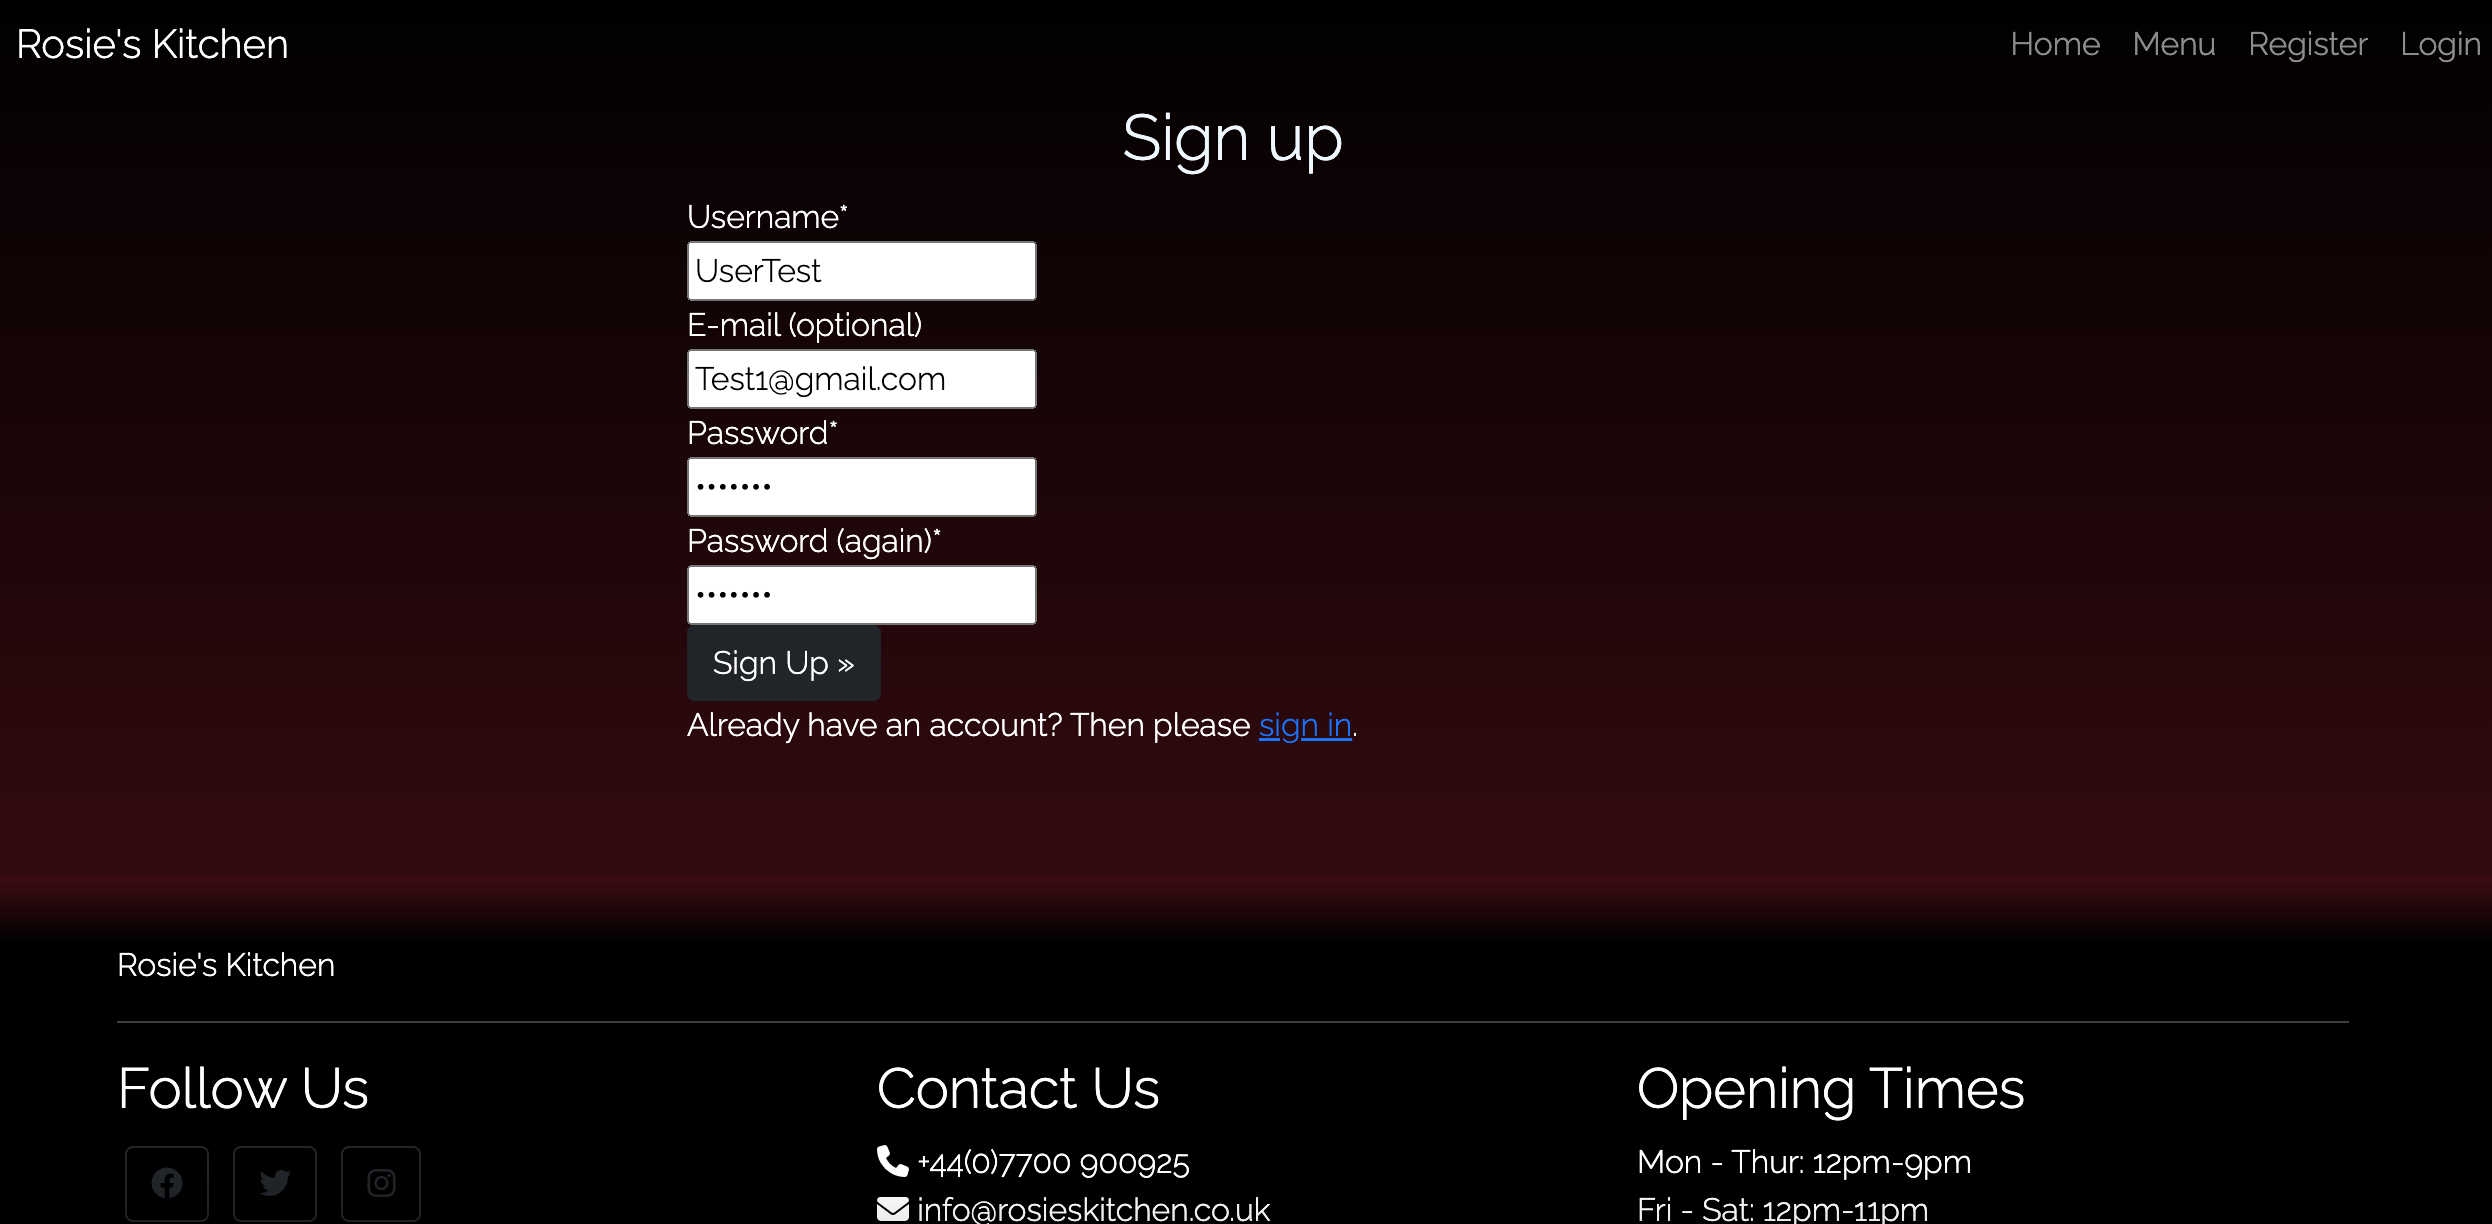 Rosie's Kitchen
Home Menu Register Login
Sign up
Username*
UserTest
E-mail (optional)
Test1@gmail.com
Password*
•••••••
Password (again)*
•••••••
Sign Up »
Already have an account? Then please sign in.
Rosie's Kitchen
Follow Us
Contact Us
+44(0)7700 900925
info@rosieskitchen.co.uk
Opening Times
Mon - Thur: 12pm-9pm
Fri - Sat: 12pm-11pm